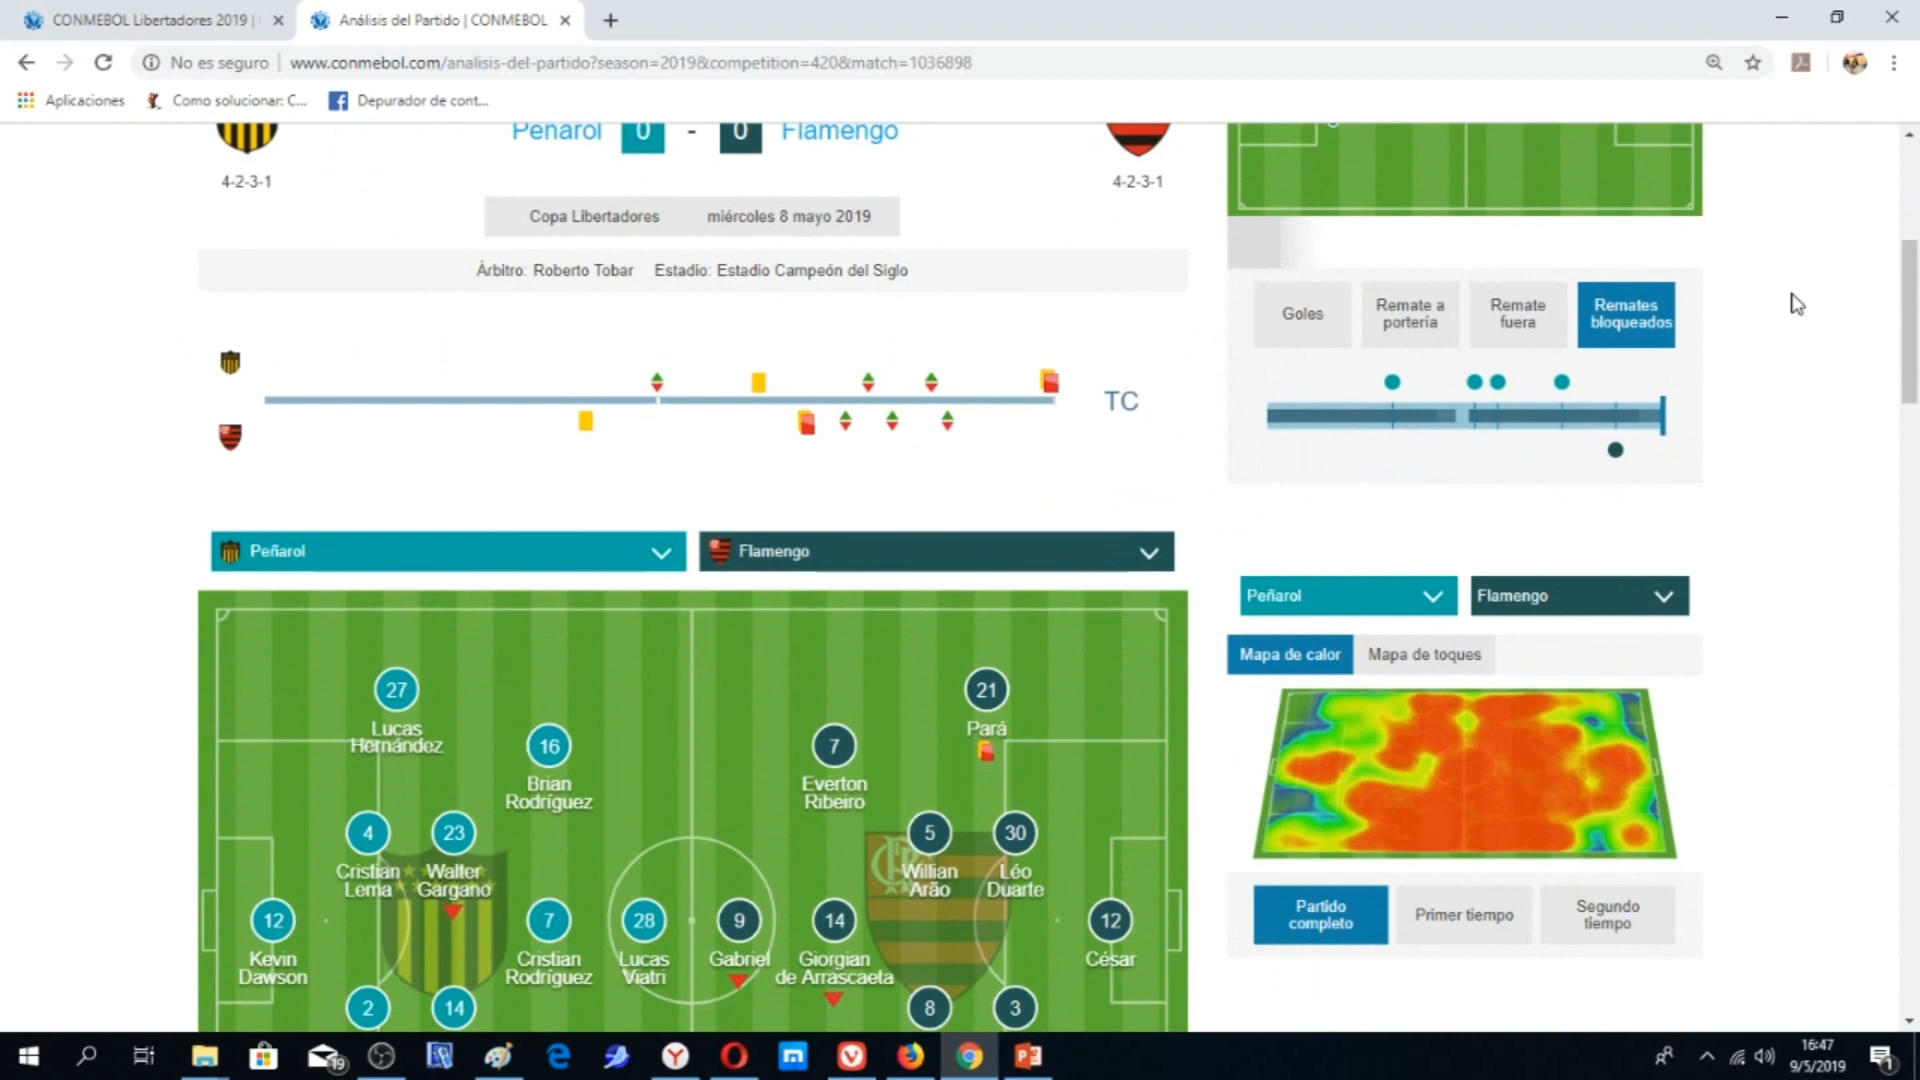 CONMEBOL Libertadores 2019 |
Análisis del Partido | CONMEBOL
No es seguro | www.conmebol.com/analisis-del-partido?season=2019&competition=420&match=1036898
Aplicaciones
Como solucionar: C...
Depurador de cont...
Peñarol 0 - 0 Flamengo
4-2-3-1
4-2-3-1
Copa Libertadores miércoles 8 mayo 2019
Árbitro: Roberto Tobar Estadio: Estadio Campeón del Siglo
TC
Peñarol
Flamengo
27
Lucas
Hernández
16
Brian
Rodríguez
7
Everton
Ribeiro
21
Pará
4
Cristian
Lema
23
Walter
Gargano
5
Willian
Arão
30
Léo
Duarte
12
Kevin
Dawson
7
Cristian
Rodríguez
28
Lucas
Viatri
9
Gabriel
14
Giorgian
de Arrascaeta
12
César
2
14
8
3
Goles
Remate a
portería
Remate
fuera
Remates
bloqueados
Peñarol
Flamengo
Mapa de calor
Mapa de toques
Partido
completo
Primer tiempo
Segundo
tiempo
19
16:47
9/5/2019
1